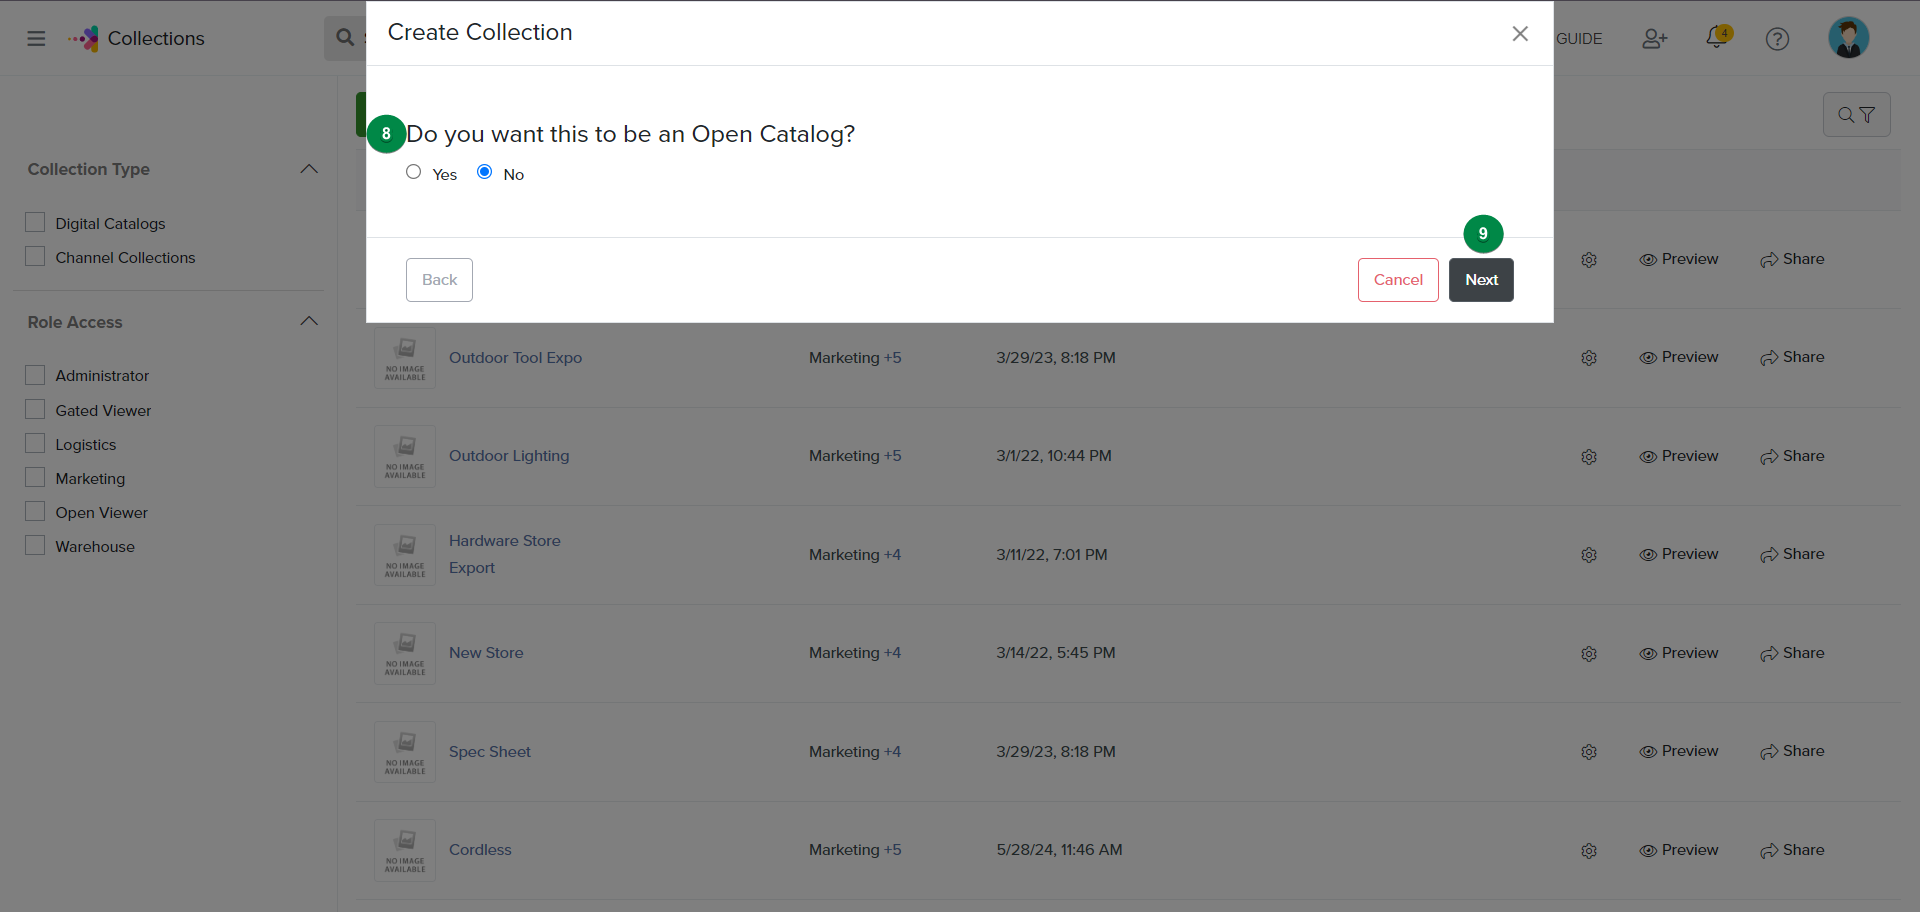 Create Collection
Collections
GUIDE
4
8 Do you want this to be an Open Catalog?
Yes No
9
Back Cancel Next
Collection Type
Digital Catalogs
Channel Collections
Role Access
Administrator
Gated Viewer
Logistics
Marketing
Open Viewer
Warehouse
Preview Share
NO IMAGE
AVAILABLE
Outdoor Tool Expo Marketing +5 3/29/23, 8:18 PM Preview Share
NO IMAGE
AVAILABLE
Outdoor Lighting Marketing +5 3/1/22, 10:44 PM Preview Share
NO IMAGE
AVAILABLE
Hardware Store
Export
Marketing +4 3/11/22, 7:01 PM Preview Share
NO IMAGE
AVAILABLE
New Store Marketing +4 3/14/22, 5:45 PM Preview Share
NO IMAGE
AVAILABLE
Spec Sheet Marketing +4 3/29/23, 8:18 PM Preview Share
NO IMAGE
AVAILABLE
Cordless Marketing +5 5/28/24, 11:46 AM Preview Share